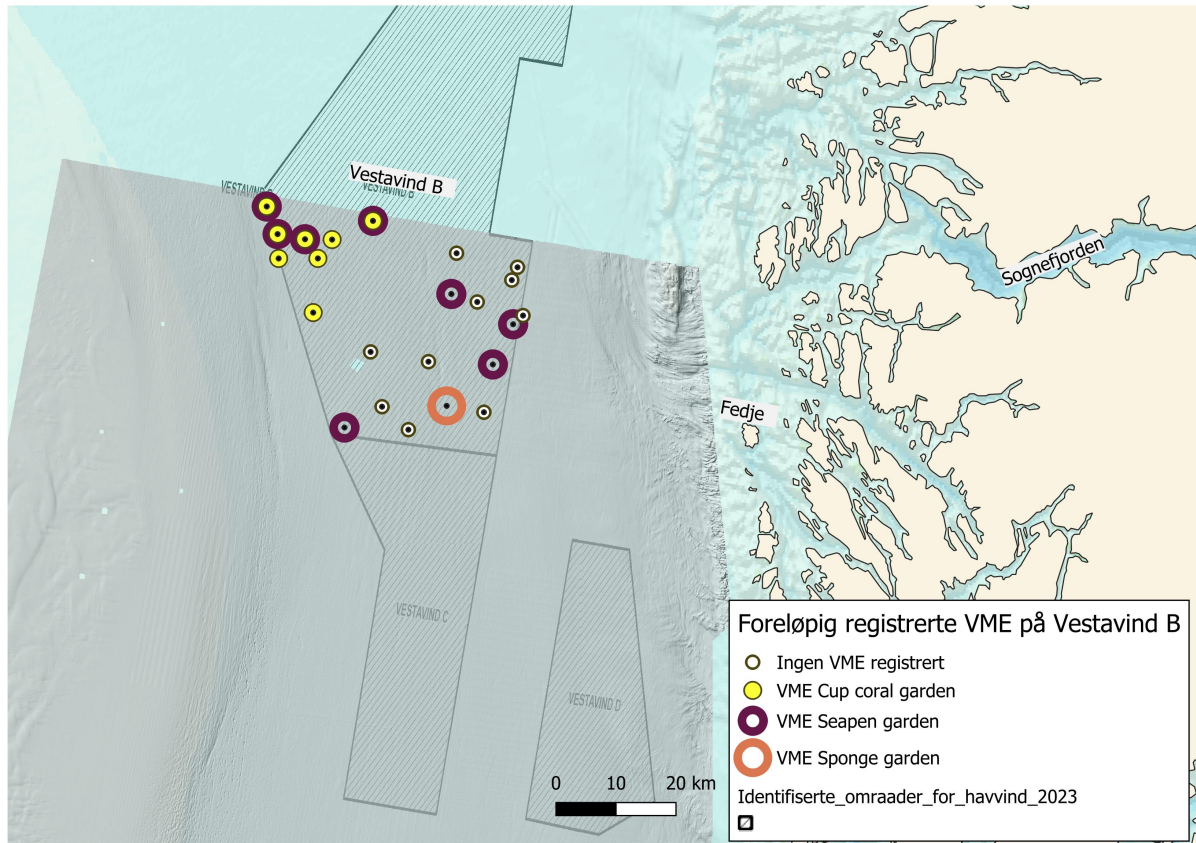 VESTAVIND
Vestavind B
VESTAVIND B
Sognefjorden
Fedje
VESTAVIND C
VESTAVIND D
0 10 20 km
Foreløpig registrerte VME på Vestavind B
Ingen VME registrert
VME Cup coral garden
VME Seapen garden
VME Sponge garden
Identifiserte_omraader_for_havvind_2023